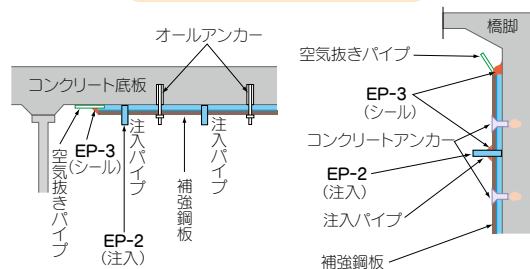 オールアンカー
コンクリート底板
EP-3
(シール)
空気抜きパイプ
注入パイプ
EP-2
(注入)
補強鋼板
注入パイプ
橋脚
空気抜きパイプ
EP-3
(シール)
コンクリートアンカー
EP-2
(注入)
注入パイプ
補強鋼板